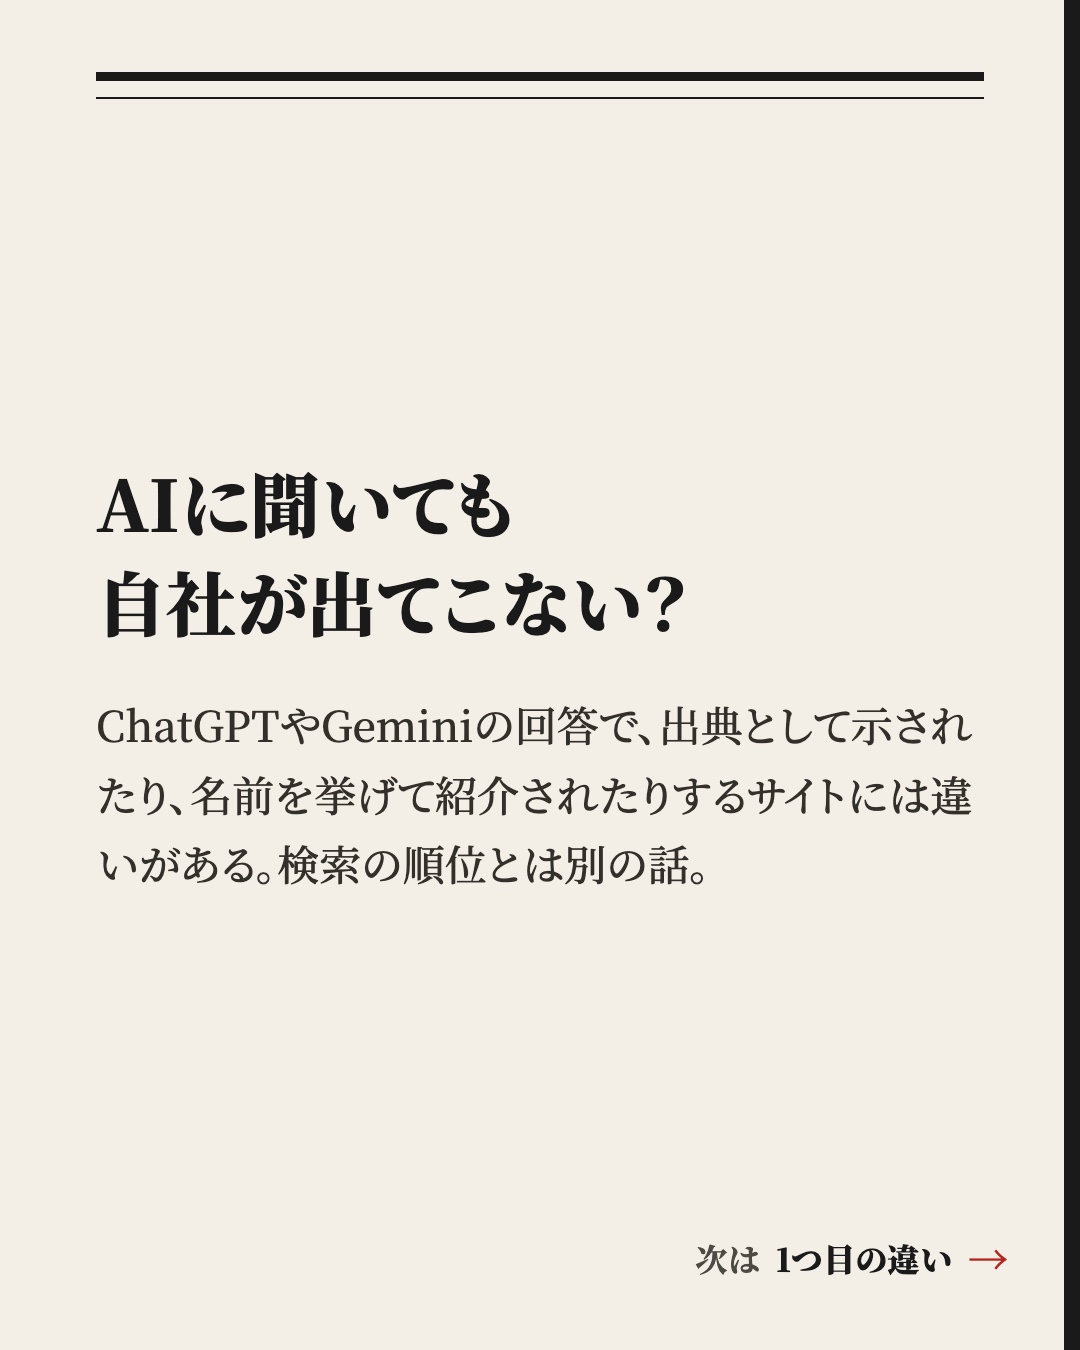 AIに聞いても
自社が出てこない？
ChatGPTやGeminiの回答で、出典として示され
たり、名前を挙げて紹介されたりするサイトには違
いがある。検索の順位とは別の話。
次は 1つ目の違い →